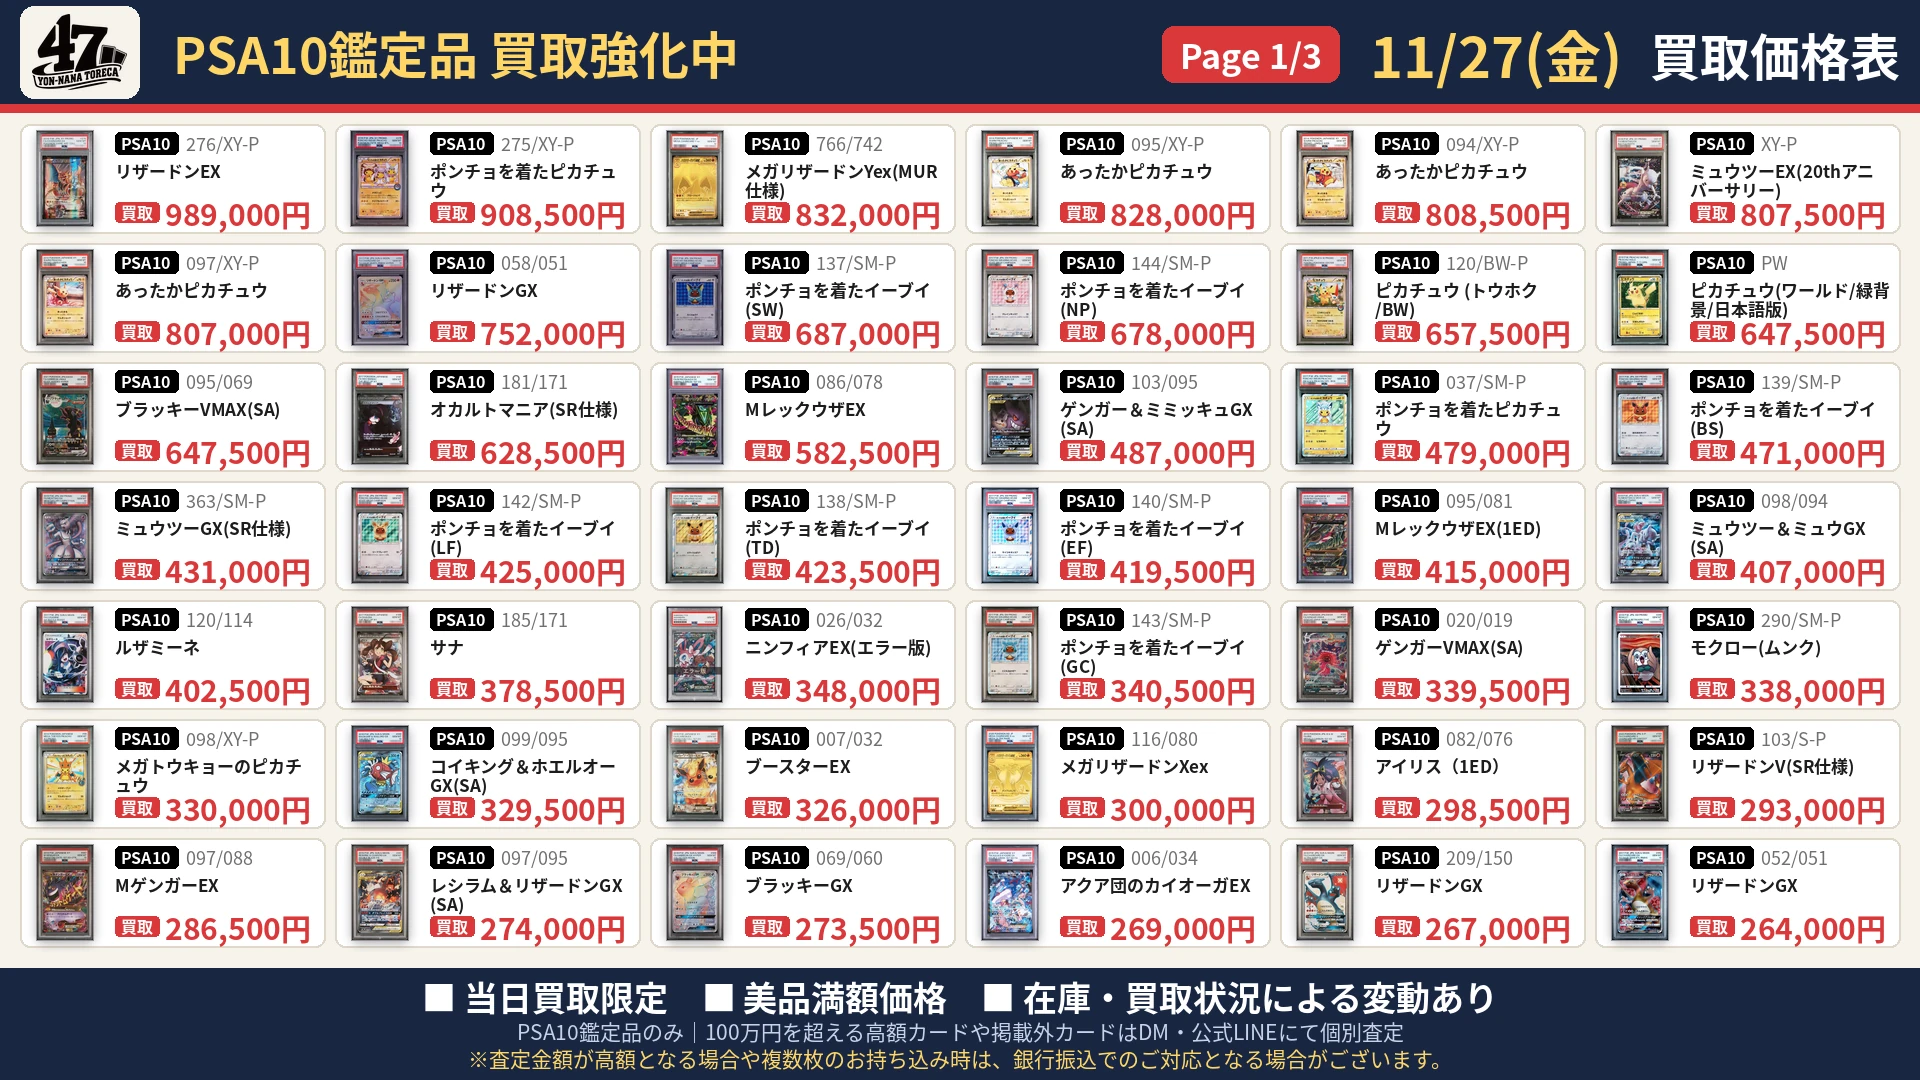 47
YON-NANA TORECA
PSA10鑑定品 買取強化中
Page 1/3
11/27(金)
買取価格表
PSA10 276/XY-P
リザードンEX
買取 989,000円
PSA10 275/XY-P
ポンチョを着たピカチュ
ウ
買取 908,500円
PSA10 766/742
メガリザードンYex(MUR
仕様)
買取 832,000円
PSA10 095/XY-P
あったかピカチュウ
買取 828,000円
PSA10 094/XY-P
あったかピカチュウ
買取 808,500円
PSA10 XY-P
ミュウツーEX(20thアニ
バーサリー)
買取 807,500円
PSA10 097/XY-P
あったかピカチュウ
買取 807,000円
PSA10 058/051
リザードンGX
買取 752,000円
PSA10 137/SM-P
ポンチョを着たイーブイ
(SW)
買取 687,000円
PSA10 144/SM-P
ポンチョを着たイーブイ
(NP)
買取 678,000円
PSA10 120/BW-P
ピカチュウ (トウホク
/BW)
買取 657,500円
PSA10 PW
ピカチュウ(ワールド/緑背
景/日本語版)
買取 647,500円
PSA10 095/069
ブラッキーVMAX(SA)
買取 647,500円
PSA10 181/171
オカルトマニア(SR仕様)
買取 628,500円
PSA10 086/078
MレックウザEX
買取 582,500円
PSA10 103/095
ゲンガー＆ミミッキュGX
(SA)
買取 487,000円
PSA10 037/SM-P
ポンチョを着たピカチュ
ウ
買取 479,000円
PSA10 139/SM-P
ポンチョを着たイーブイ
(BS)
買取 471,000円
PSA10 363/SM-P
ミュウツーGX(SR仕様)
買取 431,000円
PSA10 142/SM-P
ポンチョを着たイーブイ
(LF)
買取 425,000円
PSA10 138/SM-P
ポンチョを着たイーブイ
(TD)
買取 423,500円
PSA10 140/SM-P
ポンチョを着たイーブイ
(EF)
買取 419,500円
PSA10 095/081
MレックウザEX(1ED)
買取 415,000円
PSA10 098/094
ミュウツー＆ミュウGX
(SA)
買取 407,000円
PSA10 120/114
ルザミーネ
買取 402,500円
PSA10 185/171
サナ
買取 378,500円
PSA10 026/032
ニンフィアEX(エラー版)
買取 348,000円
エラー版
PSA10 143/SM-P
ポンチョを着たイーブイ
(GC)
買取 340,500円
PSA10 020/019
ゲンガーVMAX(SA)
買取 339,500円
PSA10 290/SM-P
モクロー(ムンク)
買取 338,000円
PSA10 098/XY-P
メガトウキョーのピカチ
ュウ
買取 330,000円
PSA10 099/095
コイキング＆ホエルオー
GX(SA)
買取 329,500円
PSA10 007/032
ブースターEX
買取 326,000円
PSA10 116/080
メガリザードンXex
買取 300,000円
PSA10 082/076
アイリス（1ED）
買取 298,500円
PSA10 103/S-P
リザードンV(SR仕様)
買取 293,000円
PSA10 097/088
MゲンガーEX
買取 286,500円
PSA10 097/095
レシラム＆リザードンGX
(SA)
買取 274,000円
PSA10 069/060
ブラッキーGX
買取 273,500円
PSA10 006/034
アクア団のカイオーガEX
買取 269,000円
PSA10 209/150
リザードンGX
買取 267,000円
PSA10 052/051
リザードンGX
買取 264,000円
■ 当日買取限定 ■ 美品満額価格 ■ 在庫・買取状況による変動あり
PSA10鑑定品のみ｜100万円を超える高額カードや掲載外カードはDM・公式LINEにて個別査定
※査定金額が高額となる場合や複数枚のお持ち込み時は、銀行振込でのご対応となる場合がございます。